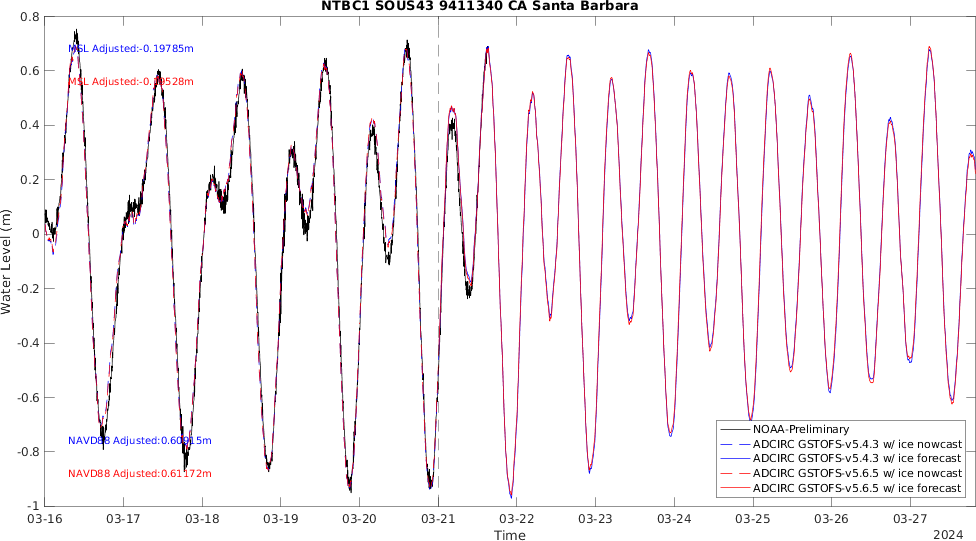 NTBC1 SOUS43 9411340 CA Santa Barbara
0.8
0.6
0.4
0.2
0
-0.2
-0.4
-0.6
-0.8
-1
Water Level (m)
MSL Adjusted:-0.19785m
MSL Adjusted:-0.19528m
NAVD88 Adjusted:0.60915m
NAVD88 Adjusted:0.61172m
NOAA-Preliminary
ADCIRC GSTOFS-v5.4.3 w/ ice nowcast
ADCIRC GSTOFS-v5.4.3 w/ ice forecast
ADCIRC GSTOFS-v5.6.5 w/ ice nowcast
ADCIRC GSTOFS-v5.6.5 w/ ice forecast
03-16 03-17 03-18 03-19 03-20 03-21 03-22 03-23 03-24 03-25 03-26 03-27
Time
2024